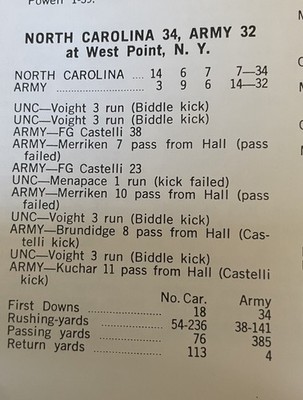 Powell 1-39.
NORTH CAROLINA 34, ARMY 32
at West Point, N. Y.
NORTH CAROLINA .... 14 6 7 7—34
ARMY ........................ 3 9 6 14—32
UNC—Voight 3 run (Biddle kick)
UNC—Voight 3 run (Biddle kick)
ARMY—FG Castelli 38
ARMY—Merriken 7 pass from Hall (pass
failed)
ARMY—FG Castelli 23
UNC—Menapace 1 run (kick failed)
ARMY—Merriken 10 pass from Hall (pass
failed)
UNC—Voight 3 run (Biddle kick)
ARMY—Brundidge 8 pass from Hall (Cas-
telli kick)
UNC—Voight 3 run (Biddle kick)
ARMY—Kuchar 11 pass from Hall (Castelli
kick)
No. Car. Army
First Downs .................. 18 34
Rushing-yards .............. 54-236 38-141
Passing yards .............. 76 385
Return yards ................ 113 4